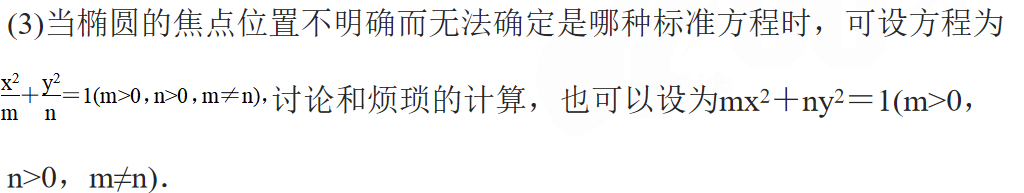 (3)当椭圆的焦点位置不明确而无法确定是哪种标准方程时，可设方程为
x²/m+y²/n=1(m>0,n>0,m≠n),讨论和烦琐的计算，也可以设为mx²＋ny²＝1(m>0，
n>0，m≠n)．